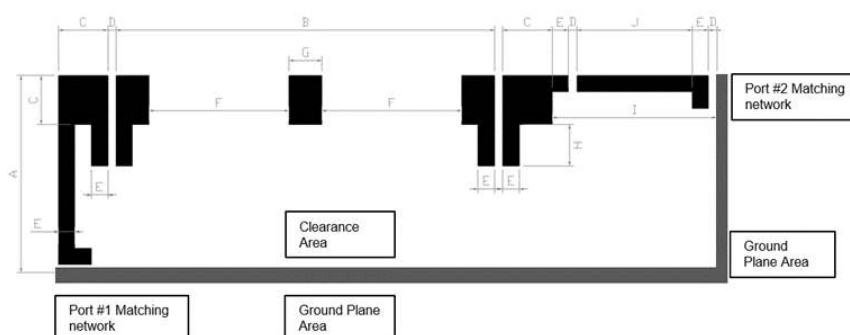 C D B C E D J E D
G
Port #2 Matching
network
C
F F
I
A
H
E
E E
E
Clearance
Area
Ground
Plane Area
Port #1 Matching
network
Ground Plane
Area